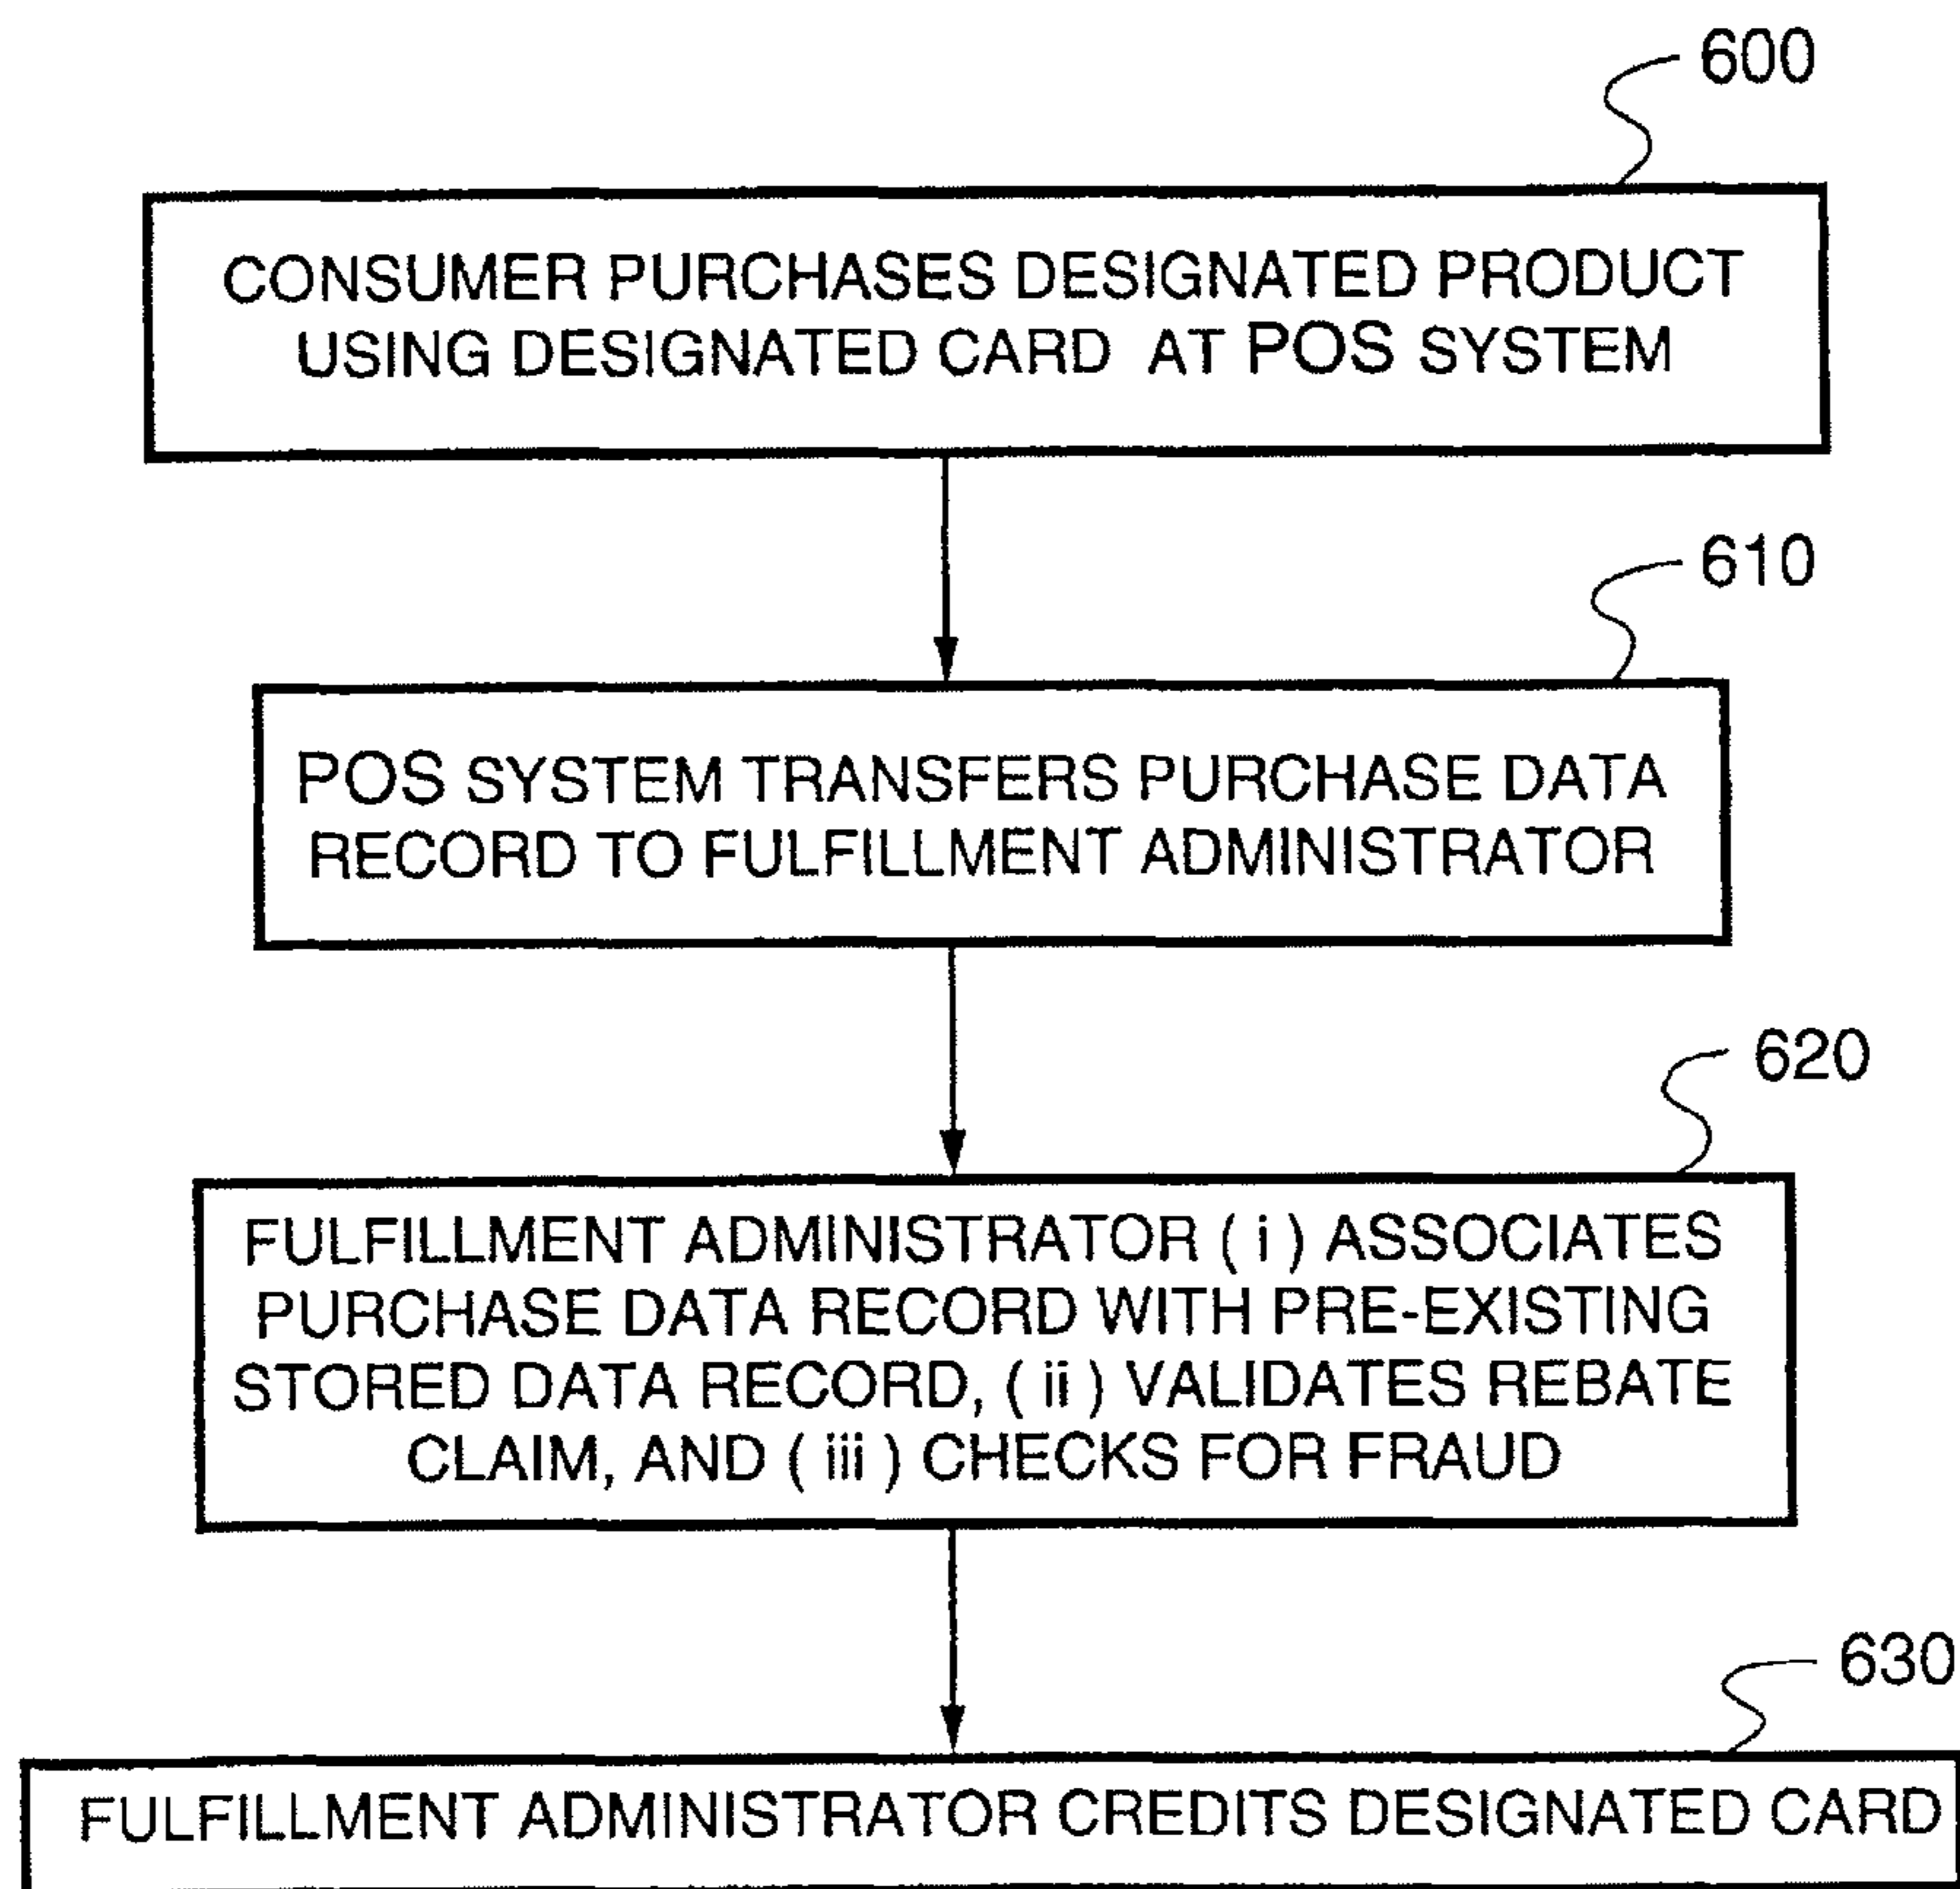 600
CONSUMER PURCHASES DESIGNATED PRODUCT
USING DESIGNATED CARD AT POS SYSTEM
610
POS SYSTEM TRANSFERS PURCHASE DATA
RECORD TO FULFILLMENT ADMINISTRATOR
620
FULFILLMENT ADMINISTRATOR ( i ) ASSOCIATES
PURCHASE DATA RECORD WITH PRE-EXISTING
STORED DATA RECORD, ( ii ) VALIDATES REBATE
CLAIM, AND ( iii ) CHECKS FOR FRAUD
630
FULFILLMENT ADMINISTRATOR CREDITS DESIGNATED CARD